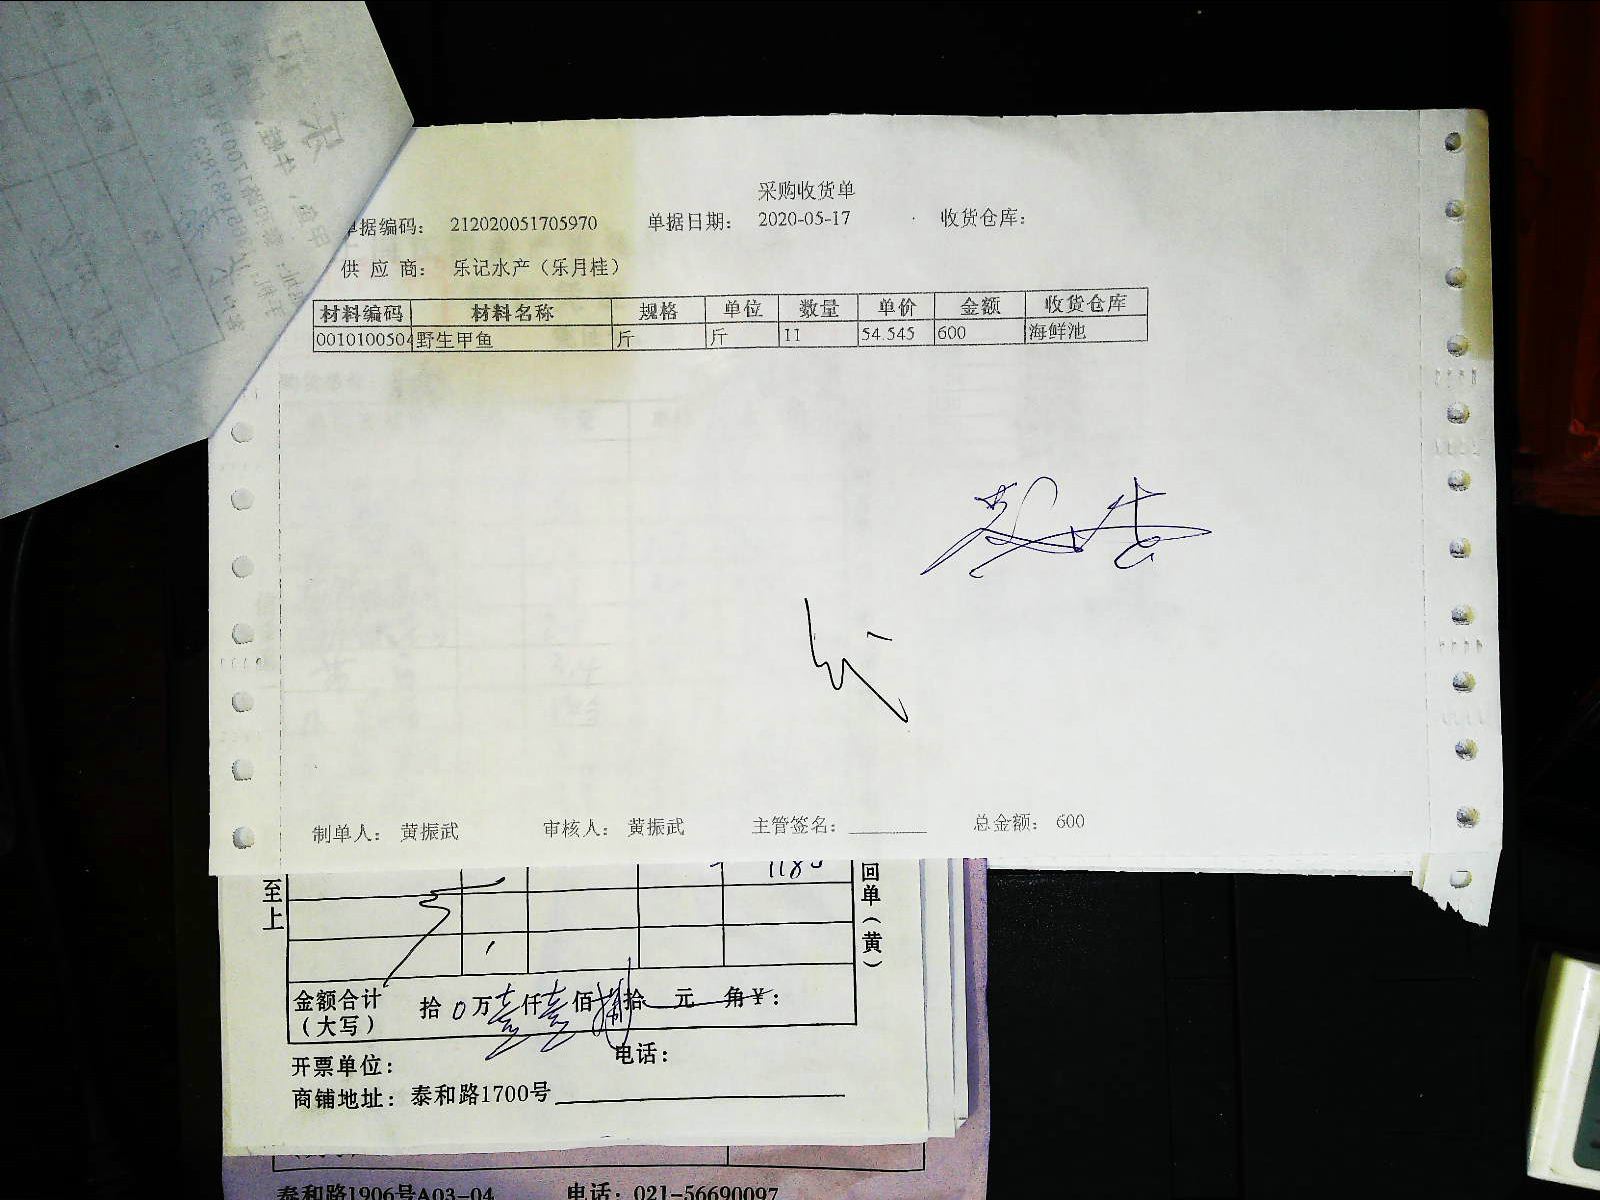 采购收货单
单据编码： 212020051705970 单据日期： 2020-05-17 收货仓库：
供应商： 乐记水产（乐月桂）
材料编码 材料名称 规格 单位 数量 单价 金额 收货仓库
0010100504 野生甲鱼 斤 斤 11 54.545 600 海鲜池
制单人： 黄振武 审核人： 黄振武 主管签名： 总金额： 600
至上
回单（黄）
金额合计（大写） 拾0万壹仟壹佰捌拾 元 角¥：
开票单位： 电话：
商铺地址：泰和路1700号
泰和路1906号A03-04 电话：021-56690097